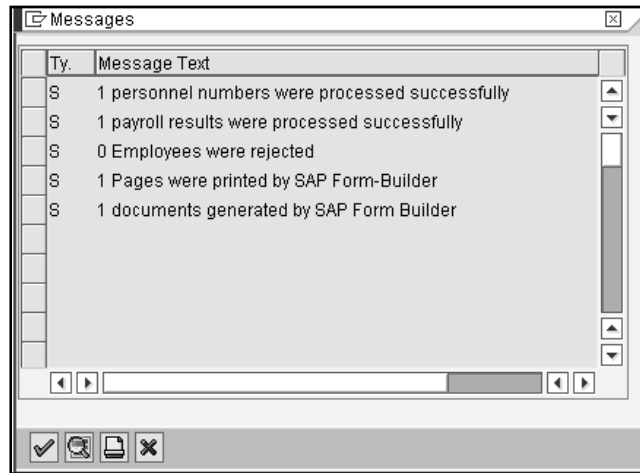 Messages
Ty. Message Text
S 1 personnel numbers were processed successfully
S 1 payroll results were processed successfully
S 0 Employees were rejected
S 1 Pages were printed by SAP Form-Builder
S 1 documents generated by SAP Form Builder